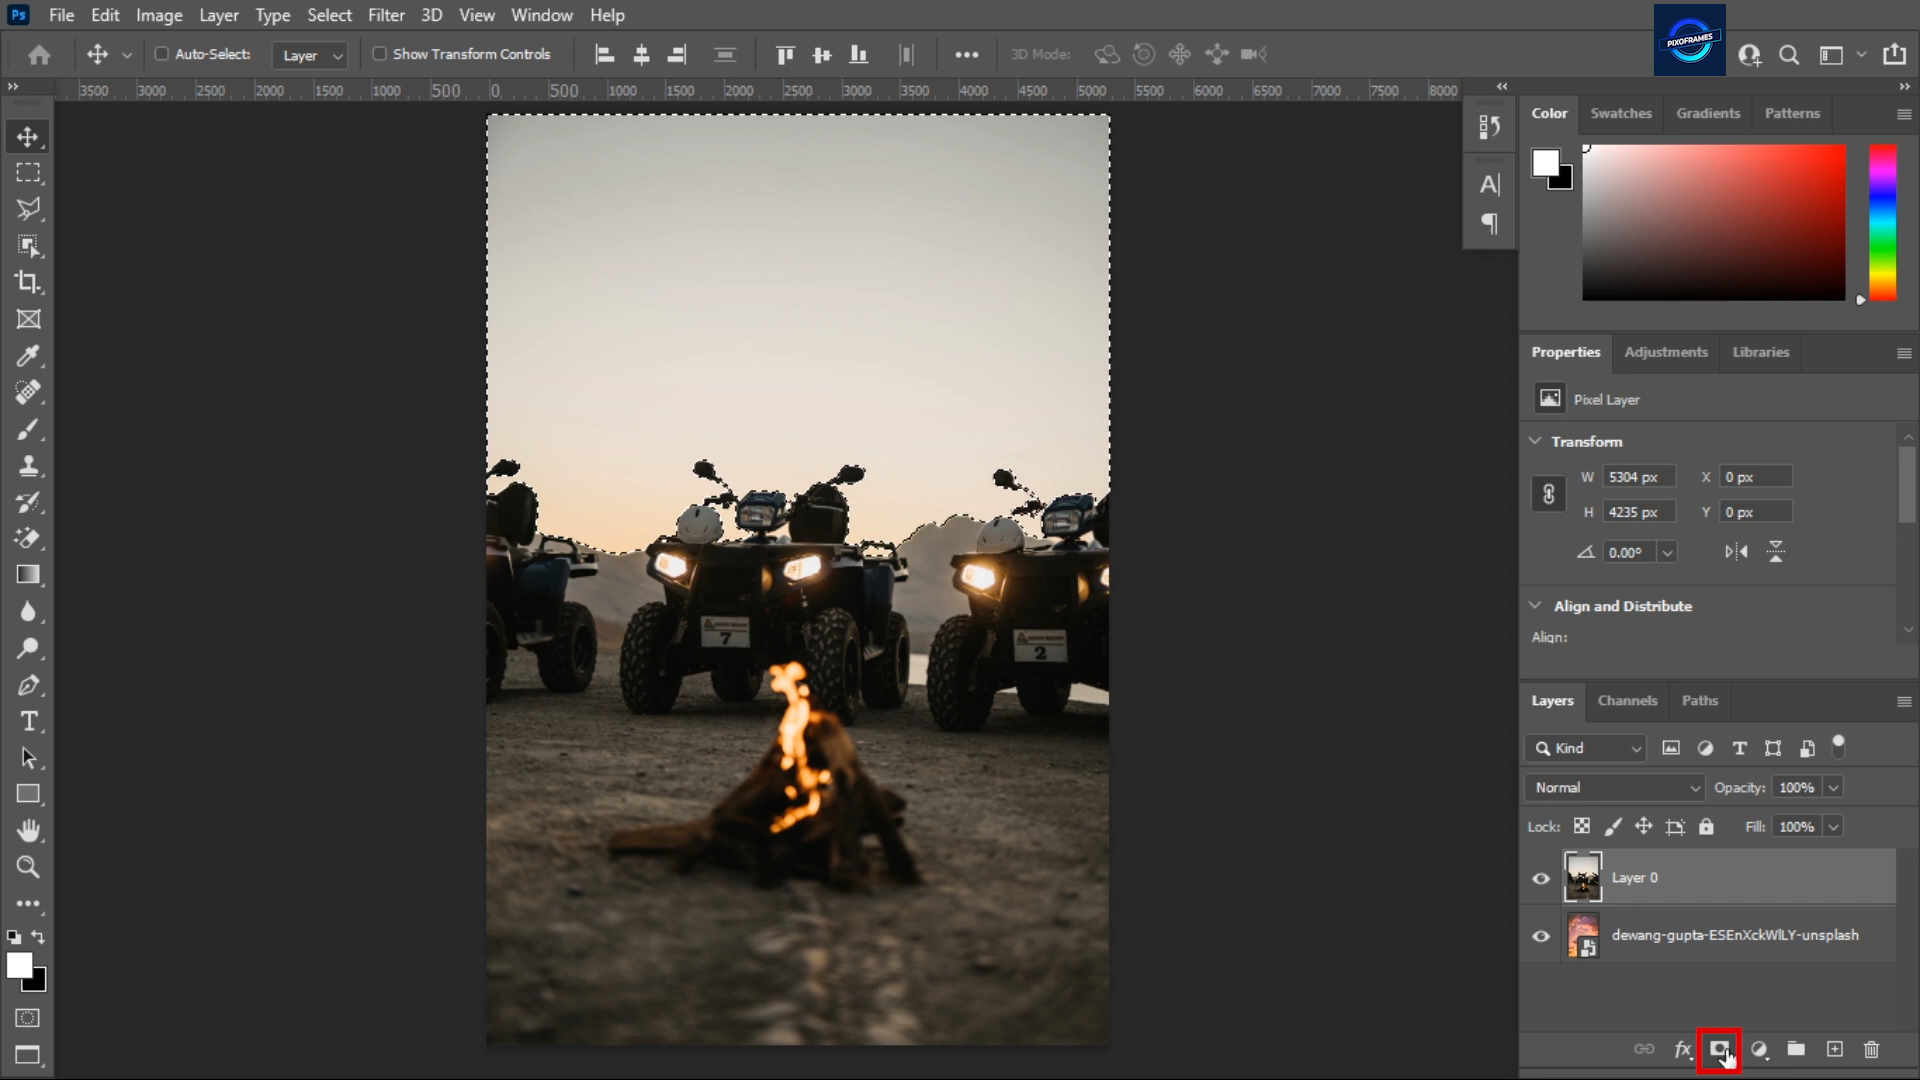 Ps File Edit Image Layer Type Select Filter 3D View Window Help
PIXOFRAMES
Auto-Select: Layer Show Transform Controls 3D Mode:
3500 3000 2500 2000 1500 1000 500 0 500 1000 1500 2000 2500 3000 3500 4000 4500 5000 5500 6000 6500 7000 7500 8000
Color Swatches Gradients Patterns
Properties Adjustments Libraries
Pixel Layer
Transform
W 5304 px X 0 px
H 4235 px Y 0 px
0.00°
Align and Distribute
Align:
7
2
Layers Channels Paths
Kind
Normal Opacity: 100%
Lock: Fill: 100%
Layer 0
dewang-gupta-ESEnXckWlLY-unsplash
fx